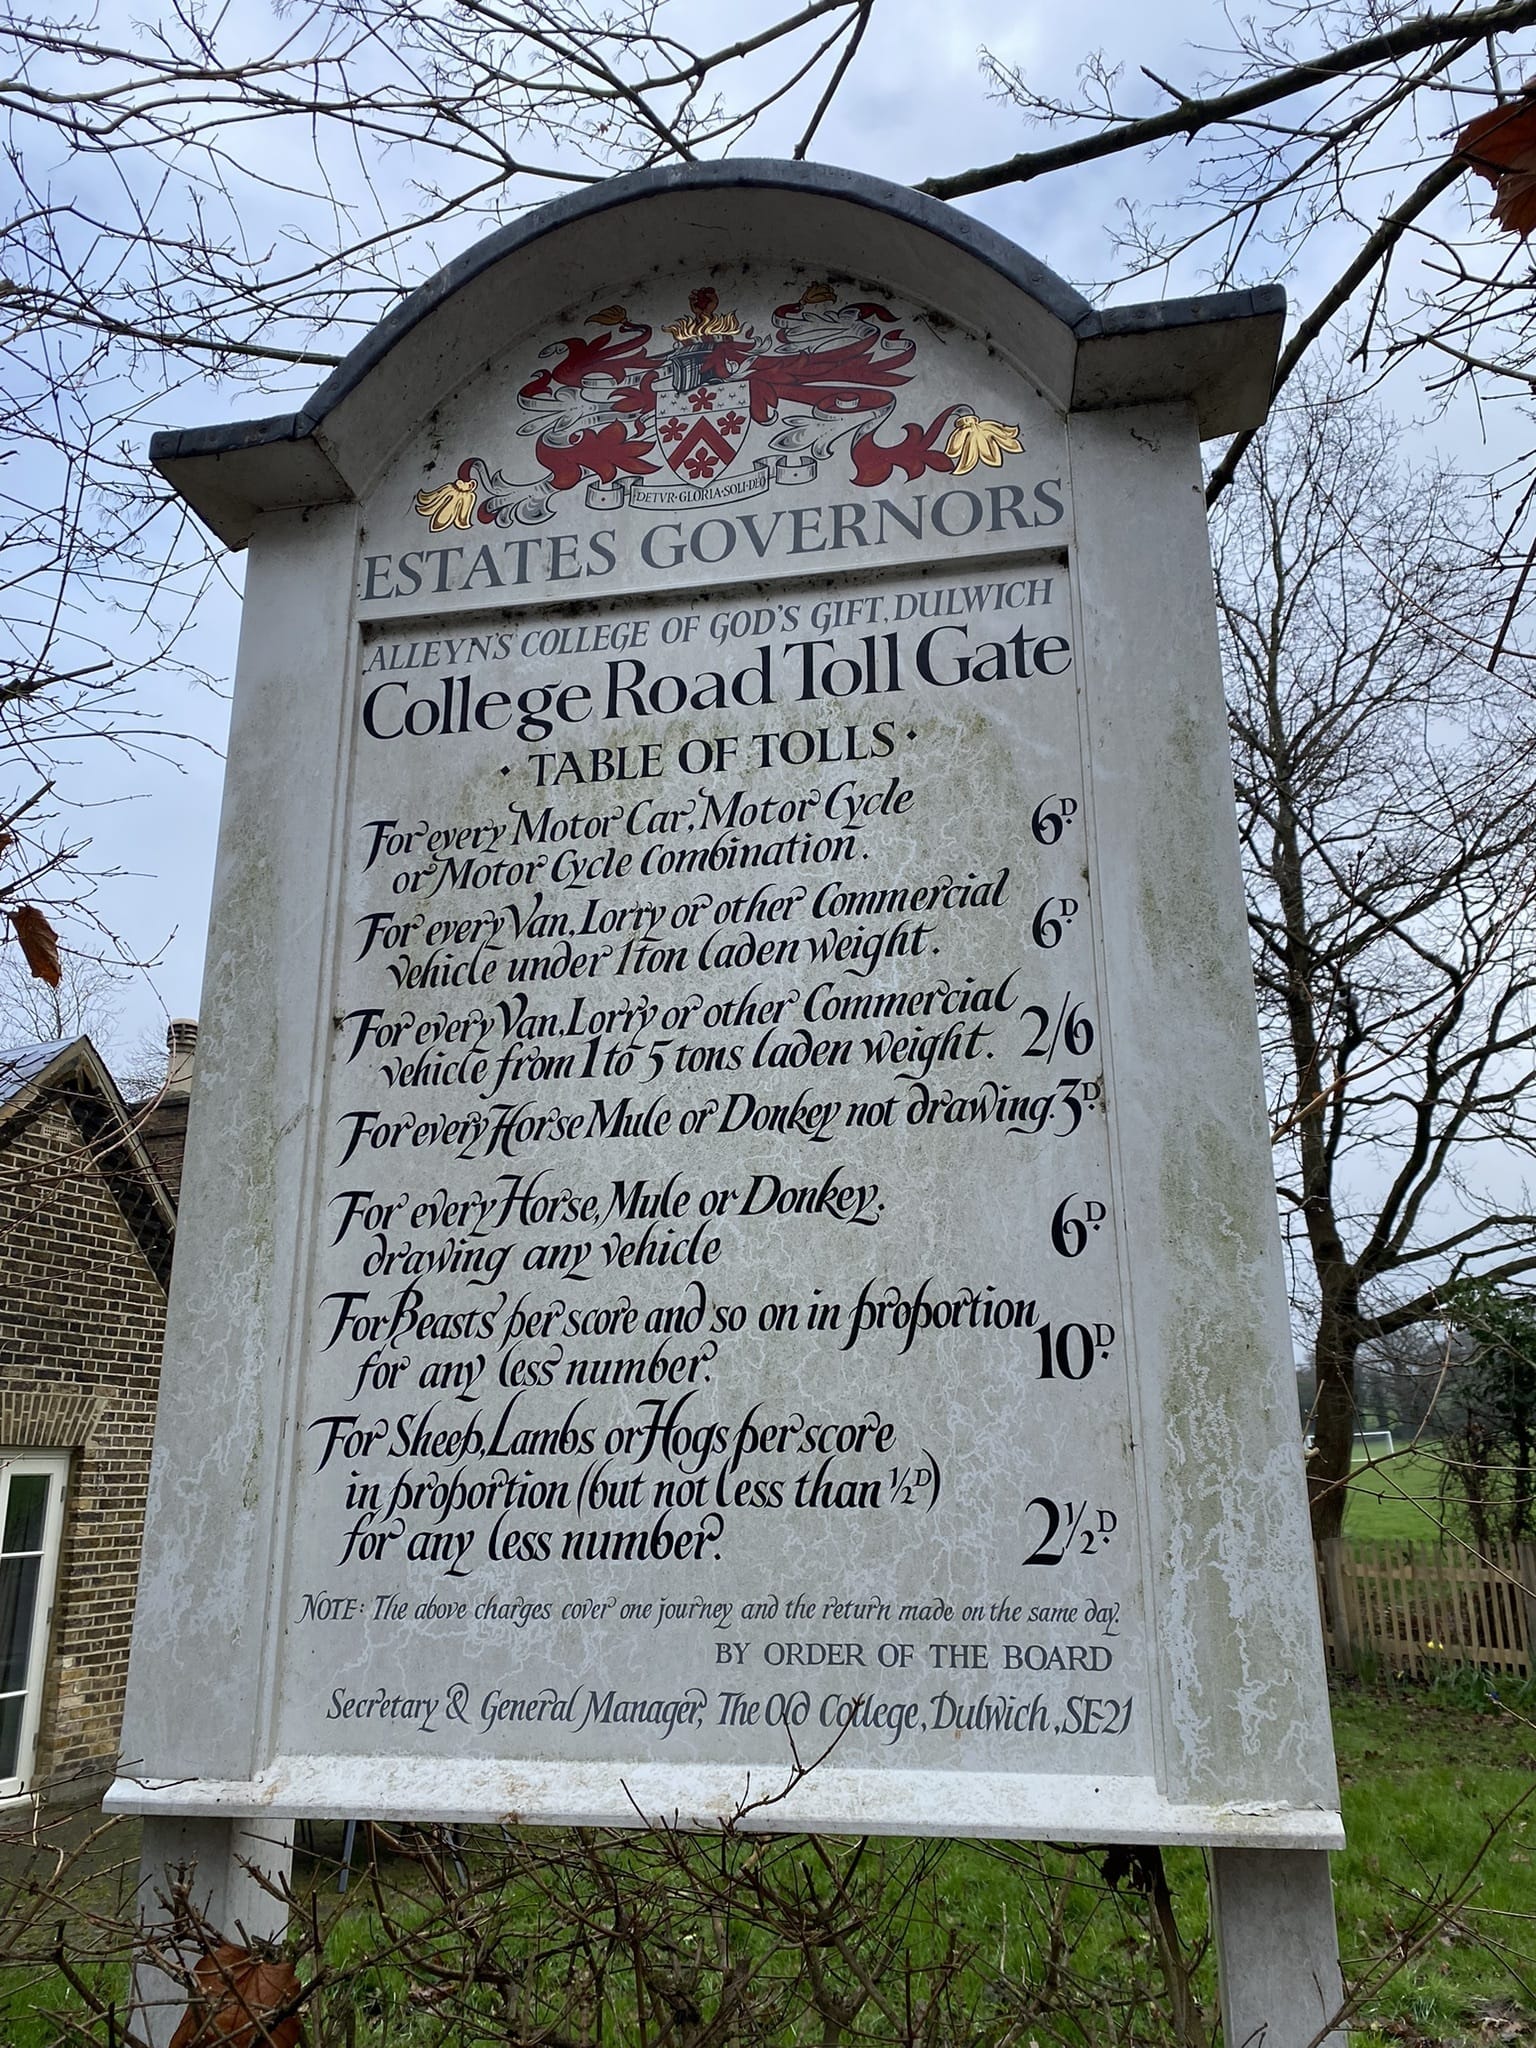 DETVR·GLORIA·SOLI·DEO
ESTATES GOVERNORS
ALLEYN'S COLLEGE OF GOD'S GIFT, DULWICH
College Road Toll Gate
· TABLE OF TOLLS ·
For every Motor Car, Motor Cycle
or Motor Cycle Combination. 6D.
For every Van, Lorry or other Commercial
vehicle under 1 ton laden weight. 6D.
For every Van, Lorry or other Commercial
vehicle from 1 to 5 tons laden weight. 2/6
For every Horse Mule or Donkey not drawing. 3D.
For every Horse, Mule or Donkey.
drawing any vehicle 6D.
For Beasts per score and so on in proportion
for any less number. 10D.
For Sheep, Lambs or Hogs per score
in proportion (but not less than ½D)
for any less number. 2½D.
NOTE: The above charges cover one journey and the return made on the same day.
BY ORDER OF THE BOARD
Secretary & General Manager, The Old College, Dulwich, SE21